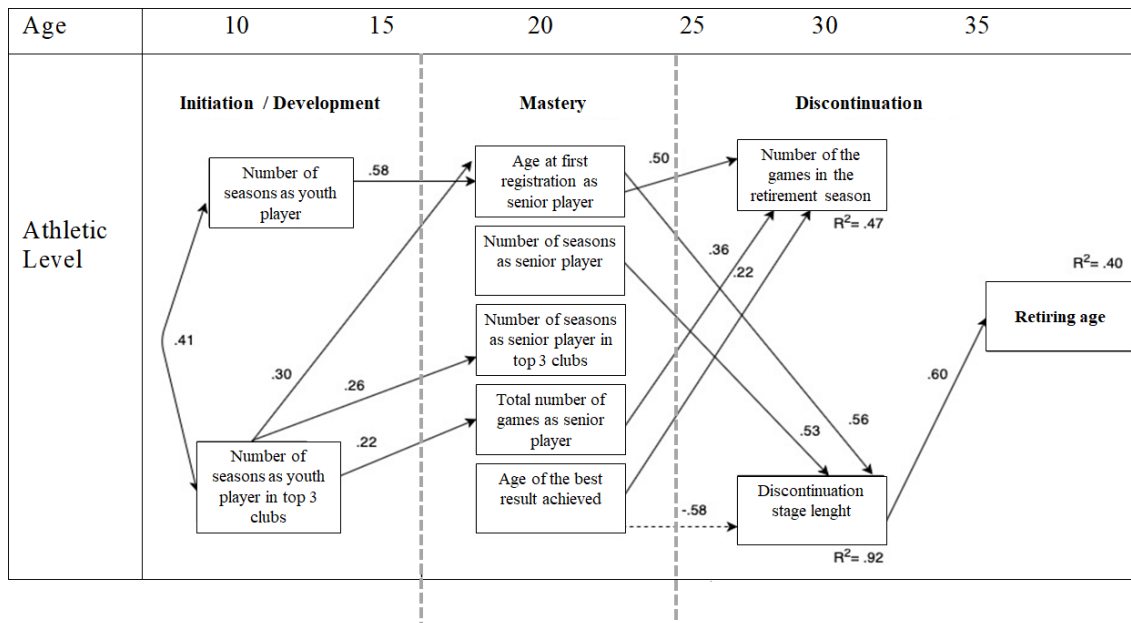 Age 10 15 20 25 30 35
Athletic
Level
Initiation / Development
Mastery
Discontinuation
Number of
seasons as youth
player
.58
Age at first
registration as
senior player
.50
Number of the
games in the
retirement season
R²= .47
Number of seasons
as senior player
.36
.22
R²= .40
Retiring age
.41
Number of seasons
as senior player in
top 3 clubs
.30
.26
.60
Total number of
games as senior
player
.22
.53
.56
Number of
seasons as youth
player in top 3
clubs
Age of the best
result achieved
-.58
Discontinuation
stage lenght
R²= .92